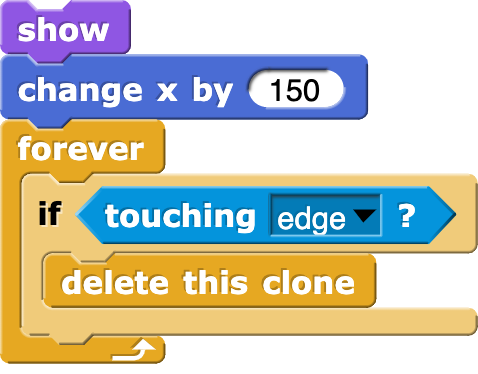 show
change x by 150
forever
if touching edge ?
delete this clone